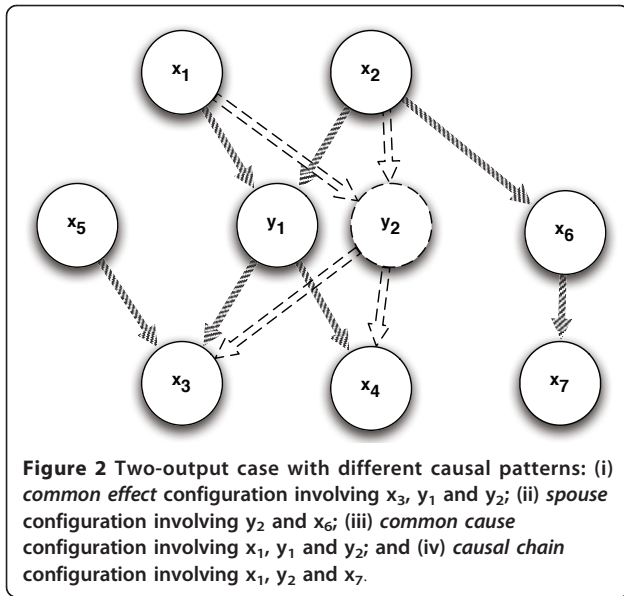 x1
x2
x5
y1
y2
x6
x3
x4
x7
Figure 2 Two-output case with different causal patterns: (i)
common effect configuration involving x3, y1 and y2; (ii) spouse
configuration involving y2 and x6; (iii) common cause
configuration involving x1, y1 and y2; and (iv) causal chain
configuration involving x1, y2 and x7.